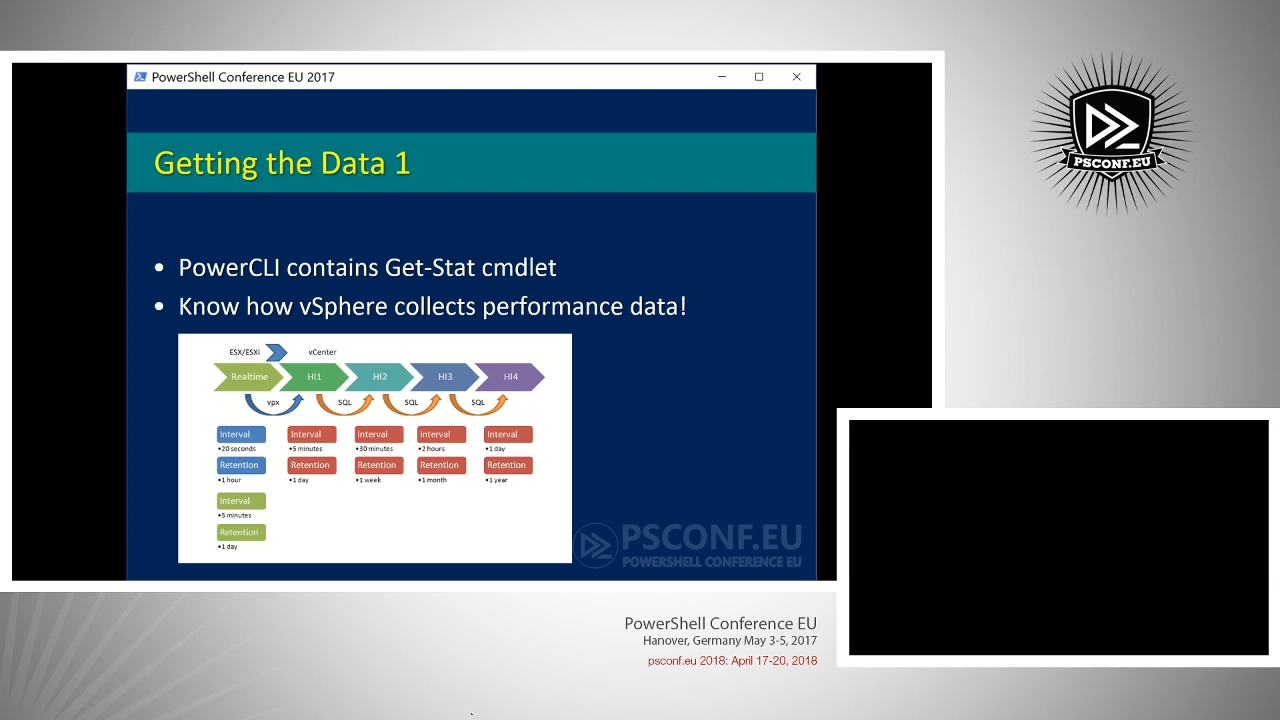 PowerShell Conference EU 2017
PSCONF.EU
Getting the Data 1
• PowerCLI contains Get-Stat cmdlet
• Know how vSphere collects performance data!
ESX/ESXi vCenter
Realtime HI1 HI2 HI3 HI4
vpx SQL SQL SQL
Interval Interval Interval Interval Interval
•20 seconds •5 minutes •30 minutes •2 hours •1 day
Retention Retention Retention Retention Retention
•1 hour •1 day •1 week •1 month •1 year
Interval
•5 minutes
Retention
•1 day
PSCONF.EU
POWERSHELL CONFERENCE EU
PowerShell Conference EU
Hanover, Germany May 3-5, 2017
psconf.eu 2018: April 17-20, 2018